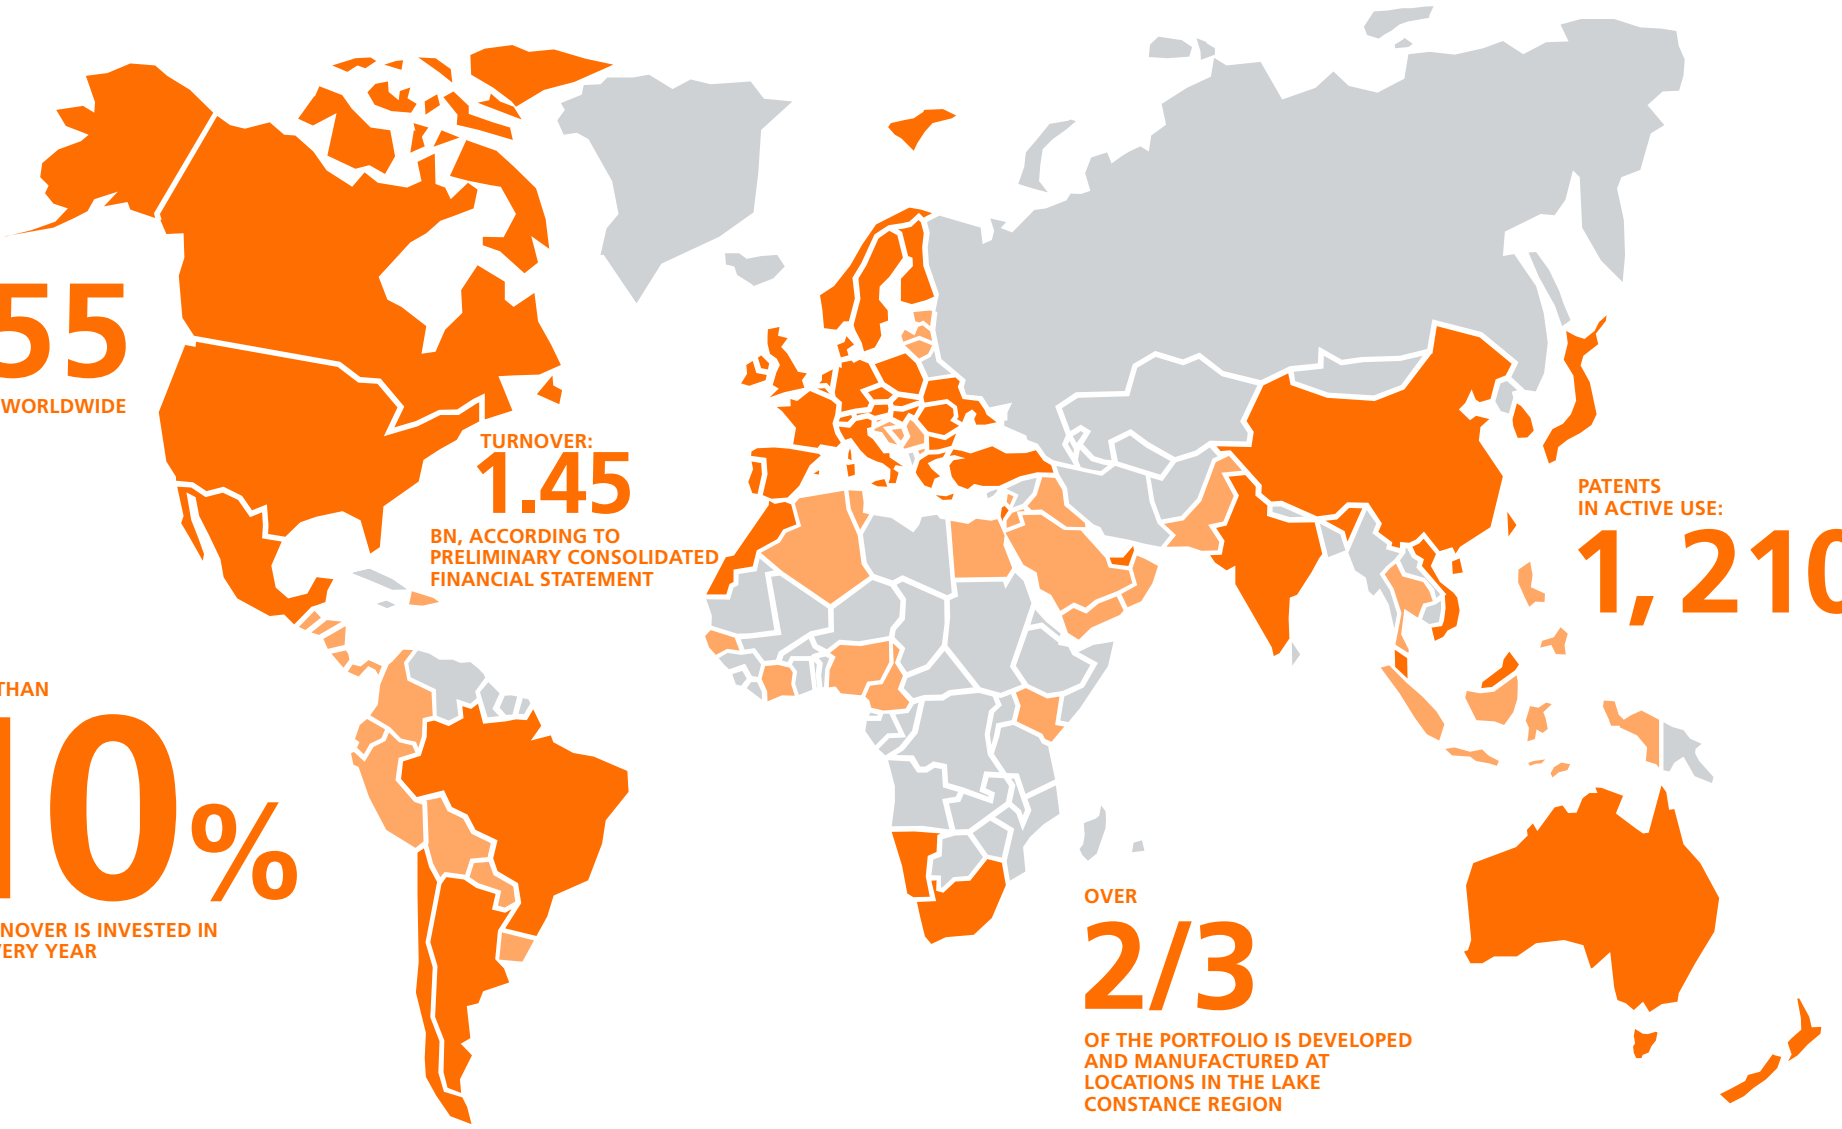 55
WORLDWIDE
TURNOVER:
1.45
BN, ACCORDING TO
PRELIMINARY CONSOLIDATED
FINANCIAL STATEMENT
PATENTS
IN ACTIVE USE:
1,210
THAN
10%
NOVER IS INVESTED IN
VERY YEAR
OVER
2/3
OF THE PORTFOLIO IS DEVELOPED
AND MANUFACTURED AT
LOCATIONS IN THE LAKE
CONSTANCE REGION